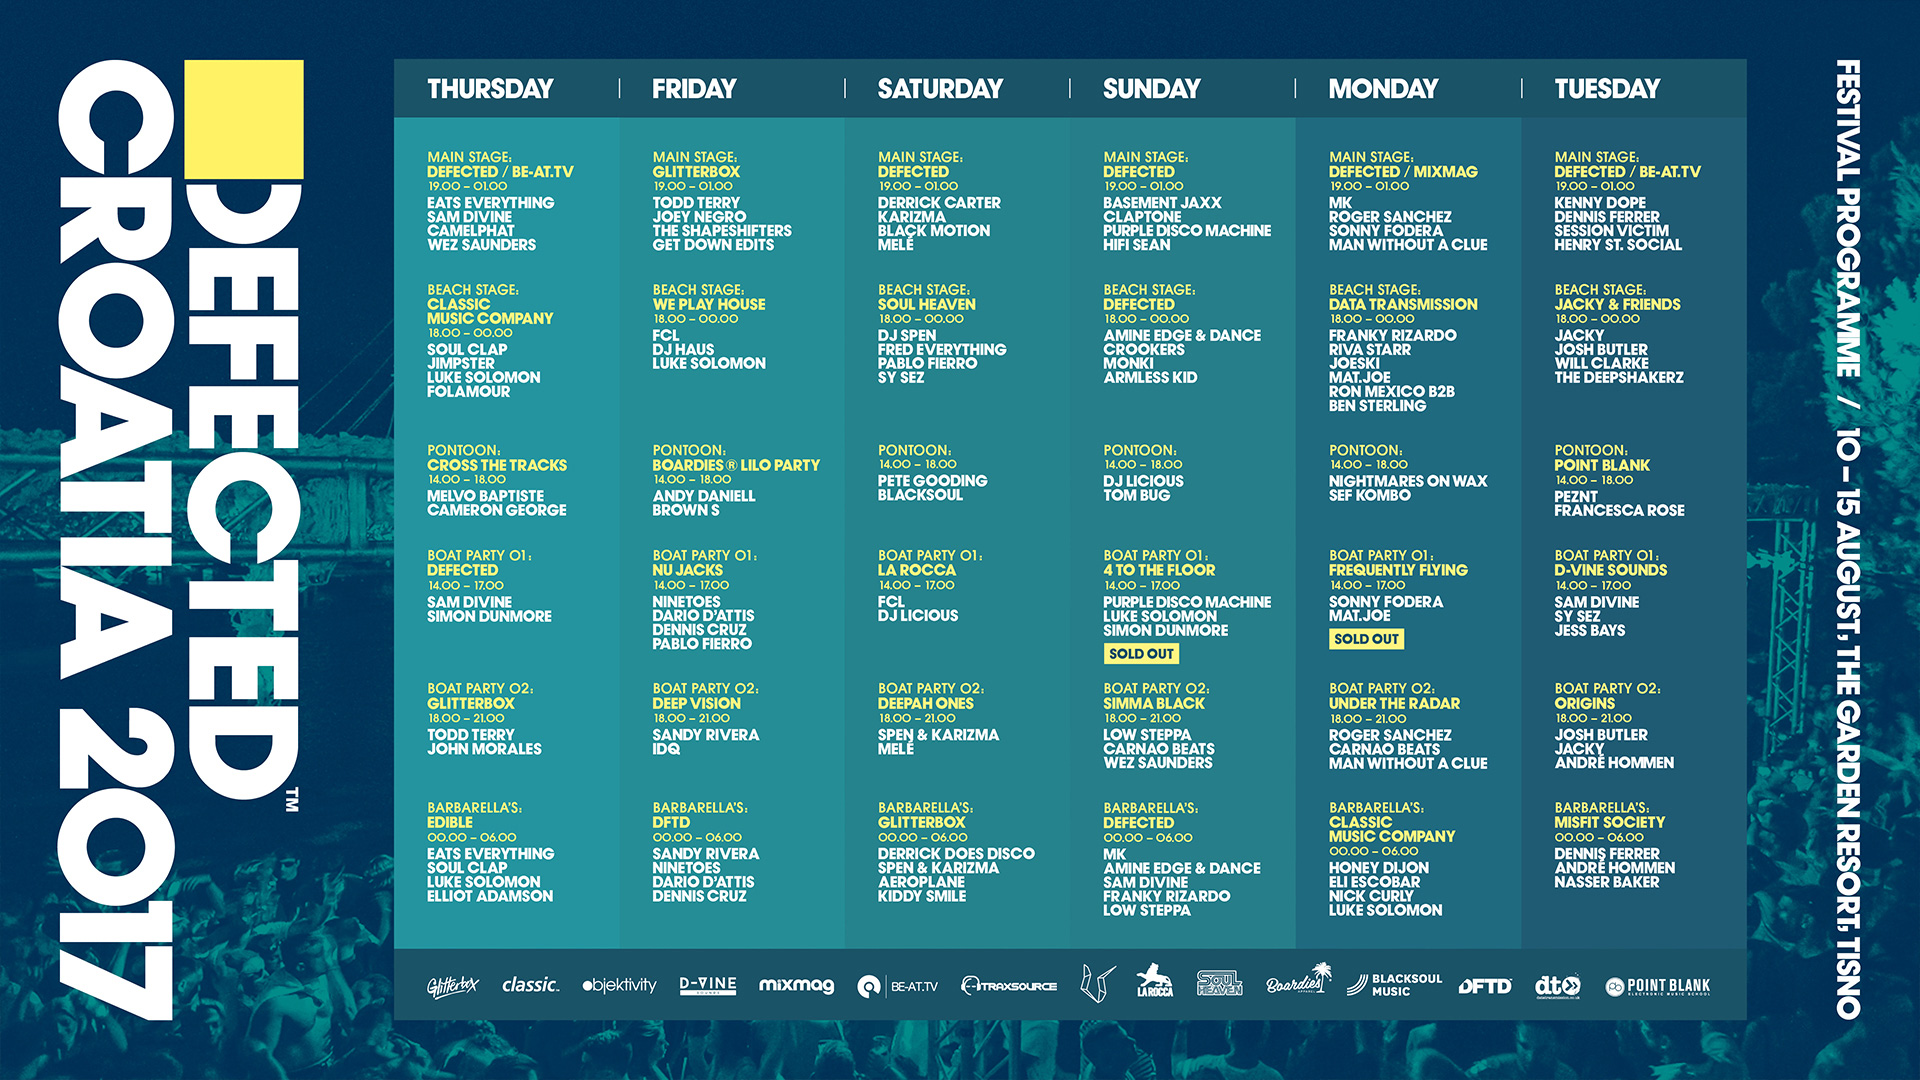 DEFECTED™
CROATIA 2017
THURSDAY
MAIN STAGE:
DEFECTED / BE-AT.TV
19.00 – 01.00
EATS EVERYTHING
SAM DIVINE
CAMELPHAT
WEZ SAUNDERS
BEACH STAGE:
CLASSIC
MUSIC COMPANY
18.00 – 00.00
SOUL CLAP
JIMPSTER
LUKE SOLOMON
FOLAMOUR
PONTOON:
CROSS THE TRACKS
14.00 – 18.00
MELVO BAPTISTE
CAMERON GEORGE
BOAT PARTY 01:
DEFECTED
14.00 – 17.00
SAM DIVINE
SIMON DUNMORE
BOAT PARTY 02:
GLITTERBOX
18.00 – 21.00
TODD TERRY
JOHN MORALES
BARBARELLA'S:
EDIBLE
00.00 – 06.00
EATS EVERYTHING
SOUL CLAP
LUKE SOLOMON
ELLIOT ADAMSON
FRIDAY
MAIN STAGE:
GLITTERBOX
19.00 – 01.00
TODD TERRY
JOEY NEGRO
THE SHAPESHIFTERS
GET DOWN EDITS
BEACH STAGE:
WE PLAY HOUSE
18.00 – 00.00
FCL
DJ HAUS
LUKE SOLOMON
PONTOON:
BOARDIES ® LILO PARTY
14.00 – 18.00
ANDY DANIELL
BROWN S
BOAT PARTY 01:
NU JACKS
14.00 – 17.00
NINETOES
DARIO D'ATTIS
DENNIS CRUZ
PABLO FIERRO
BOAT PARTY 02:
DEEP VISION
18.00 – 21.00
SANDY RIVERA
IDQ
BARBARELLA'S:
DFTD
00.00 – 06.00
SANDY RIVERA
NINETOES
DARIO D'ATTIS
DENNIS CRUZ
SATURDAY
MAIN STAGE:
DEFECTED
19.00 – 01.00
DERRICK CARTER
KARIZMA
BLACK MOTION
MELÉ
BEACH STAGE:
SOUL HEAVEN
18.00 – 00.00
DJ SPEN
FRED EVERYTHING
PABLO FIERRO
SY SEZ
PONTOON:
14.00 – 18.00
PETE GOODING
BLACKSOUL
BOAT PARTY 01:
LA ROCCA
14.00 – 17.00
FCL
DJ LICIOUS
BOAT PARTY 02:
DEEPAH ONES
18.00 – 21.00
SPEN & KARIZMA
MELÉ
BARBARELLA'S:
GLITTERBOX
00.00 – 06.00
DERRICK DOES DISCO
SPEN & KARIZMA
AEROPLANE
KIDDY SMILE
SUNDAY
MAIN STAGE:
DEFECTED
19.00 – 01.00
BASEMENT JAXX
CLAPTONE
PURPLE DISCO MACHINE
HIFI SEAN
BEACH STAGE:
DEFECTED
18.00 – 00.00
AMINE EDGE & DANCE
CROOKERS
MONKI
ARMLESS KID
PONTOON:
14.00 – 18.00
DJ LICIOUS
TOM BUG
BOAT PARTY 01:
4 TO THE FLOOR
14.00 – 17.00
PURPLE DISCO MACHINE
LUKE SOLOMON
SIMON DUNMORE
SOLD OUT
BOAT PARTY 02:
SIMMA BLACK
18.00 – 21.00
LOW STEPPA
CARNAO BEATS
WEZ SAUNDERS
BARBARELLA'S:
DEFECTED
00.00 – 06.00
MK
AMINE EDGE & DANCE
SAM DIVINE
FRANKY RIZARDO
LOW STEPPA
MONDAY
MAIN STAGE:
DEFECTED / MIXMAG
19.00 – 01.00
MK
ROGER SANCHEZ
SONNY FODERA
MAN WITHOUT A CLUE
BEACH STAGE:
DATA TRANSMISSION
18.00 – 00.00
FRANKY RIZARDO
RIVA STARR
JOESKI
MAT.JOE
RON MEXICO B2B
BEN STERLING
PONTOON:
14.00 – 18.00
NIGHTMARES ON WAX
SEF KOMBO
BOAT PARTY 01:
FREQUENTLY FLYING
14.00 – 17.00
SONNY FODERA
MAT.JOE
SOLD OUT
BOAT PARTY 02:
UNDER THE RADAR
18.00 – 21.00
ROGER SANCHEZ
CARNAO BEATS
MAN WITHOUT A CLUE
BARBARELLA'S:
CLASSIC
MUSIC COMPANY
00.00 – 06.00
HONEY DIJON
ELI ESCOBAR
NICK CURLY
LUKE SOLOMON
TUESDAY
MAIN STAGE:
DEFECTED / BE-AT.TV
19.00 – 01.00
KENNY DOPE
DENNIS FERRER
SESSION VICTIM
HENRY ST. SOCIAL
BEACH STAGE:
JACKY & FRIENDS
18.00 – 00.00
JACKY
JOSH BUTLER
WILL CLARKE
THE DEEPSHAKERZ
PONTOON:
POINT BLANK
14.00 – 18.00
PEZNT
FRANCESCA ROSE
BOAT PARTY 01:
D-VINE SOUNDS
14.00 – 17.00
SAM DIVINE
SY SEZ
JESS BAYS
BOAT PARTY 02:
ORIGINS
18.00 – 21.00
JOSH BUTLER
JACKY
ANDRÉ HOMMEN
BARBARELLA'S:
MISFIT SOCIETY
00.00 – 06.00
DENNIS FERRER
ANDRÉ HOMMEN
NASSER BAKER
Glitterbox
classic
objektivity
D-VINE
SOUNDS
mixmag
BE-AT.TV
TRAXSOURCE
LA ROCCA
SOUL
HEAVEN
Boardies
APPAREL
BLACKSOUL
MUSIC
DFTD
dt
POINT BLANK
ELECTRONIC MUSIC SCHOOL
FESTIVAL PROGRAMME / 10 – 15 AUGUST, THE GARDEN RESORT, TISNO